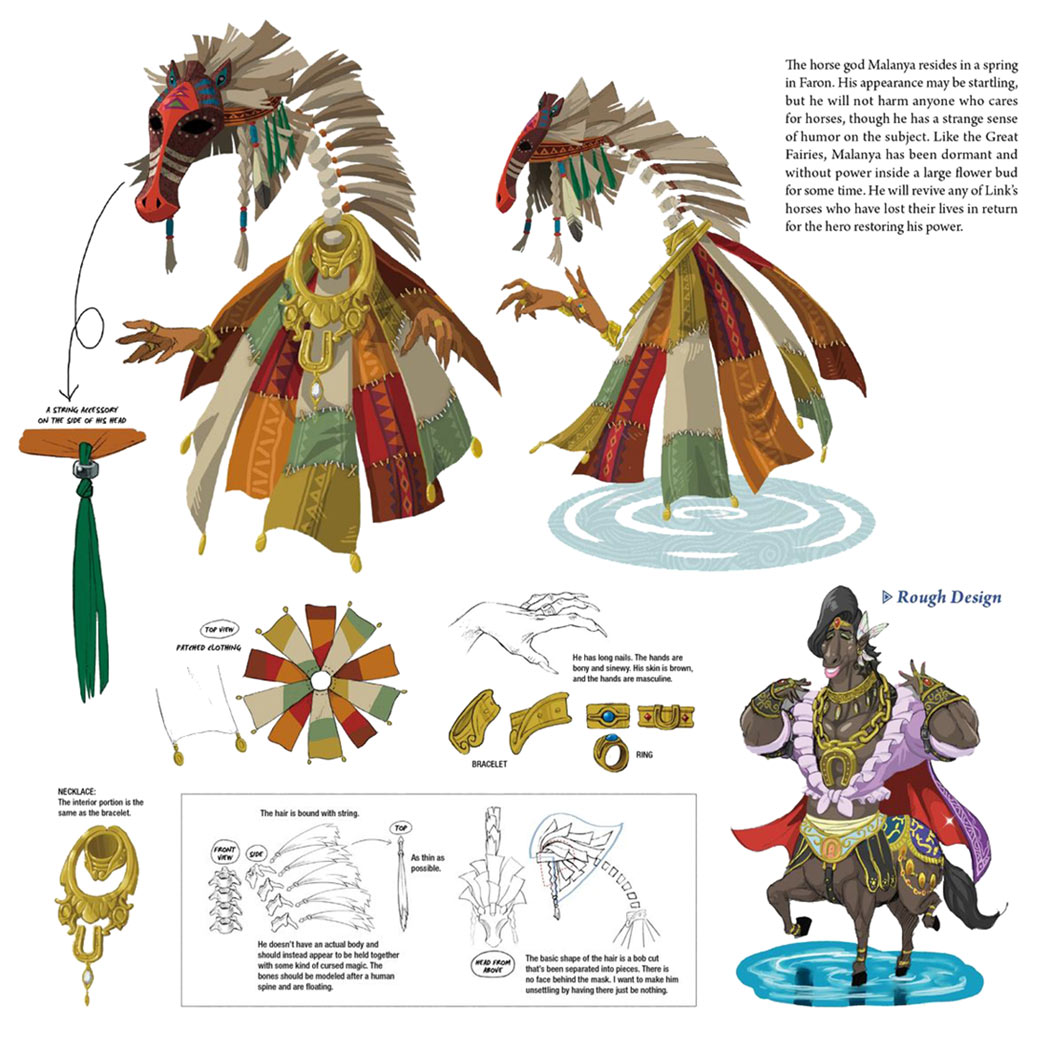 The horse god Malanya resides in a spring
in Faron. His appearance may be startling,
but he will not harm anyone who cares
for horses, though he has a strange sense
of humor on the subject. Like the Great
Fairies, Malanya has been dormant and
without power inside a large flower bud
for some time. He will revive any of Link's
horses who have lost their lives in return
for the hero restoring his power.
A STRING ACCESSORY
ON THE SIDE OF HIS HEAD
Rough Design
TOP VIEW
PATCHED CLOTHING
He has long nails. The hands are
bony and sinewy. His skin is brown,
and the hands are masculine.
BRACELET
RING
NECKLACE:
The interior portion is the
same as the bracelet.
The hair is bound with string.
FRONT
VIEW
SIDE
TOP
As thin as
possible.
He doesn't have an actual body and
should instead appear to be held together
with some kind of cursed magic. The
bones should be modeled after a human
spine and are floating.
HEAD FROM
ABOVE
The basic shape of the hair is a bob cut
that's been separated into pieces. There is
no face behind the mask. I want to make him
unsettling by having there just be nothing.